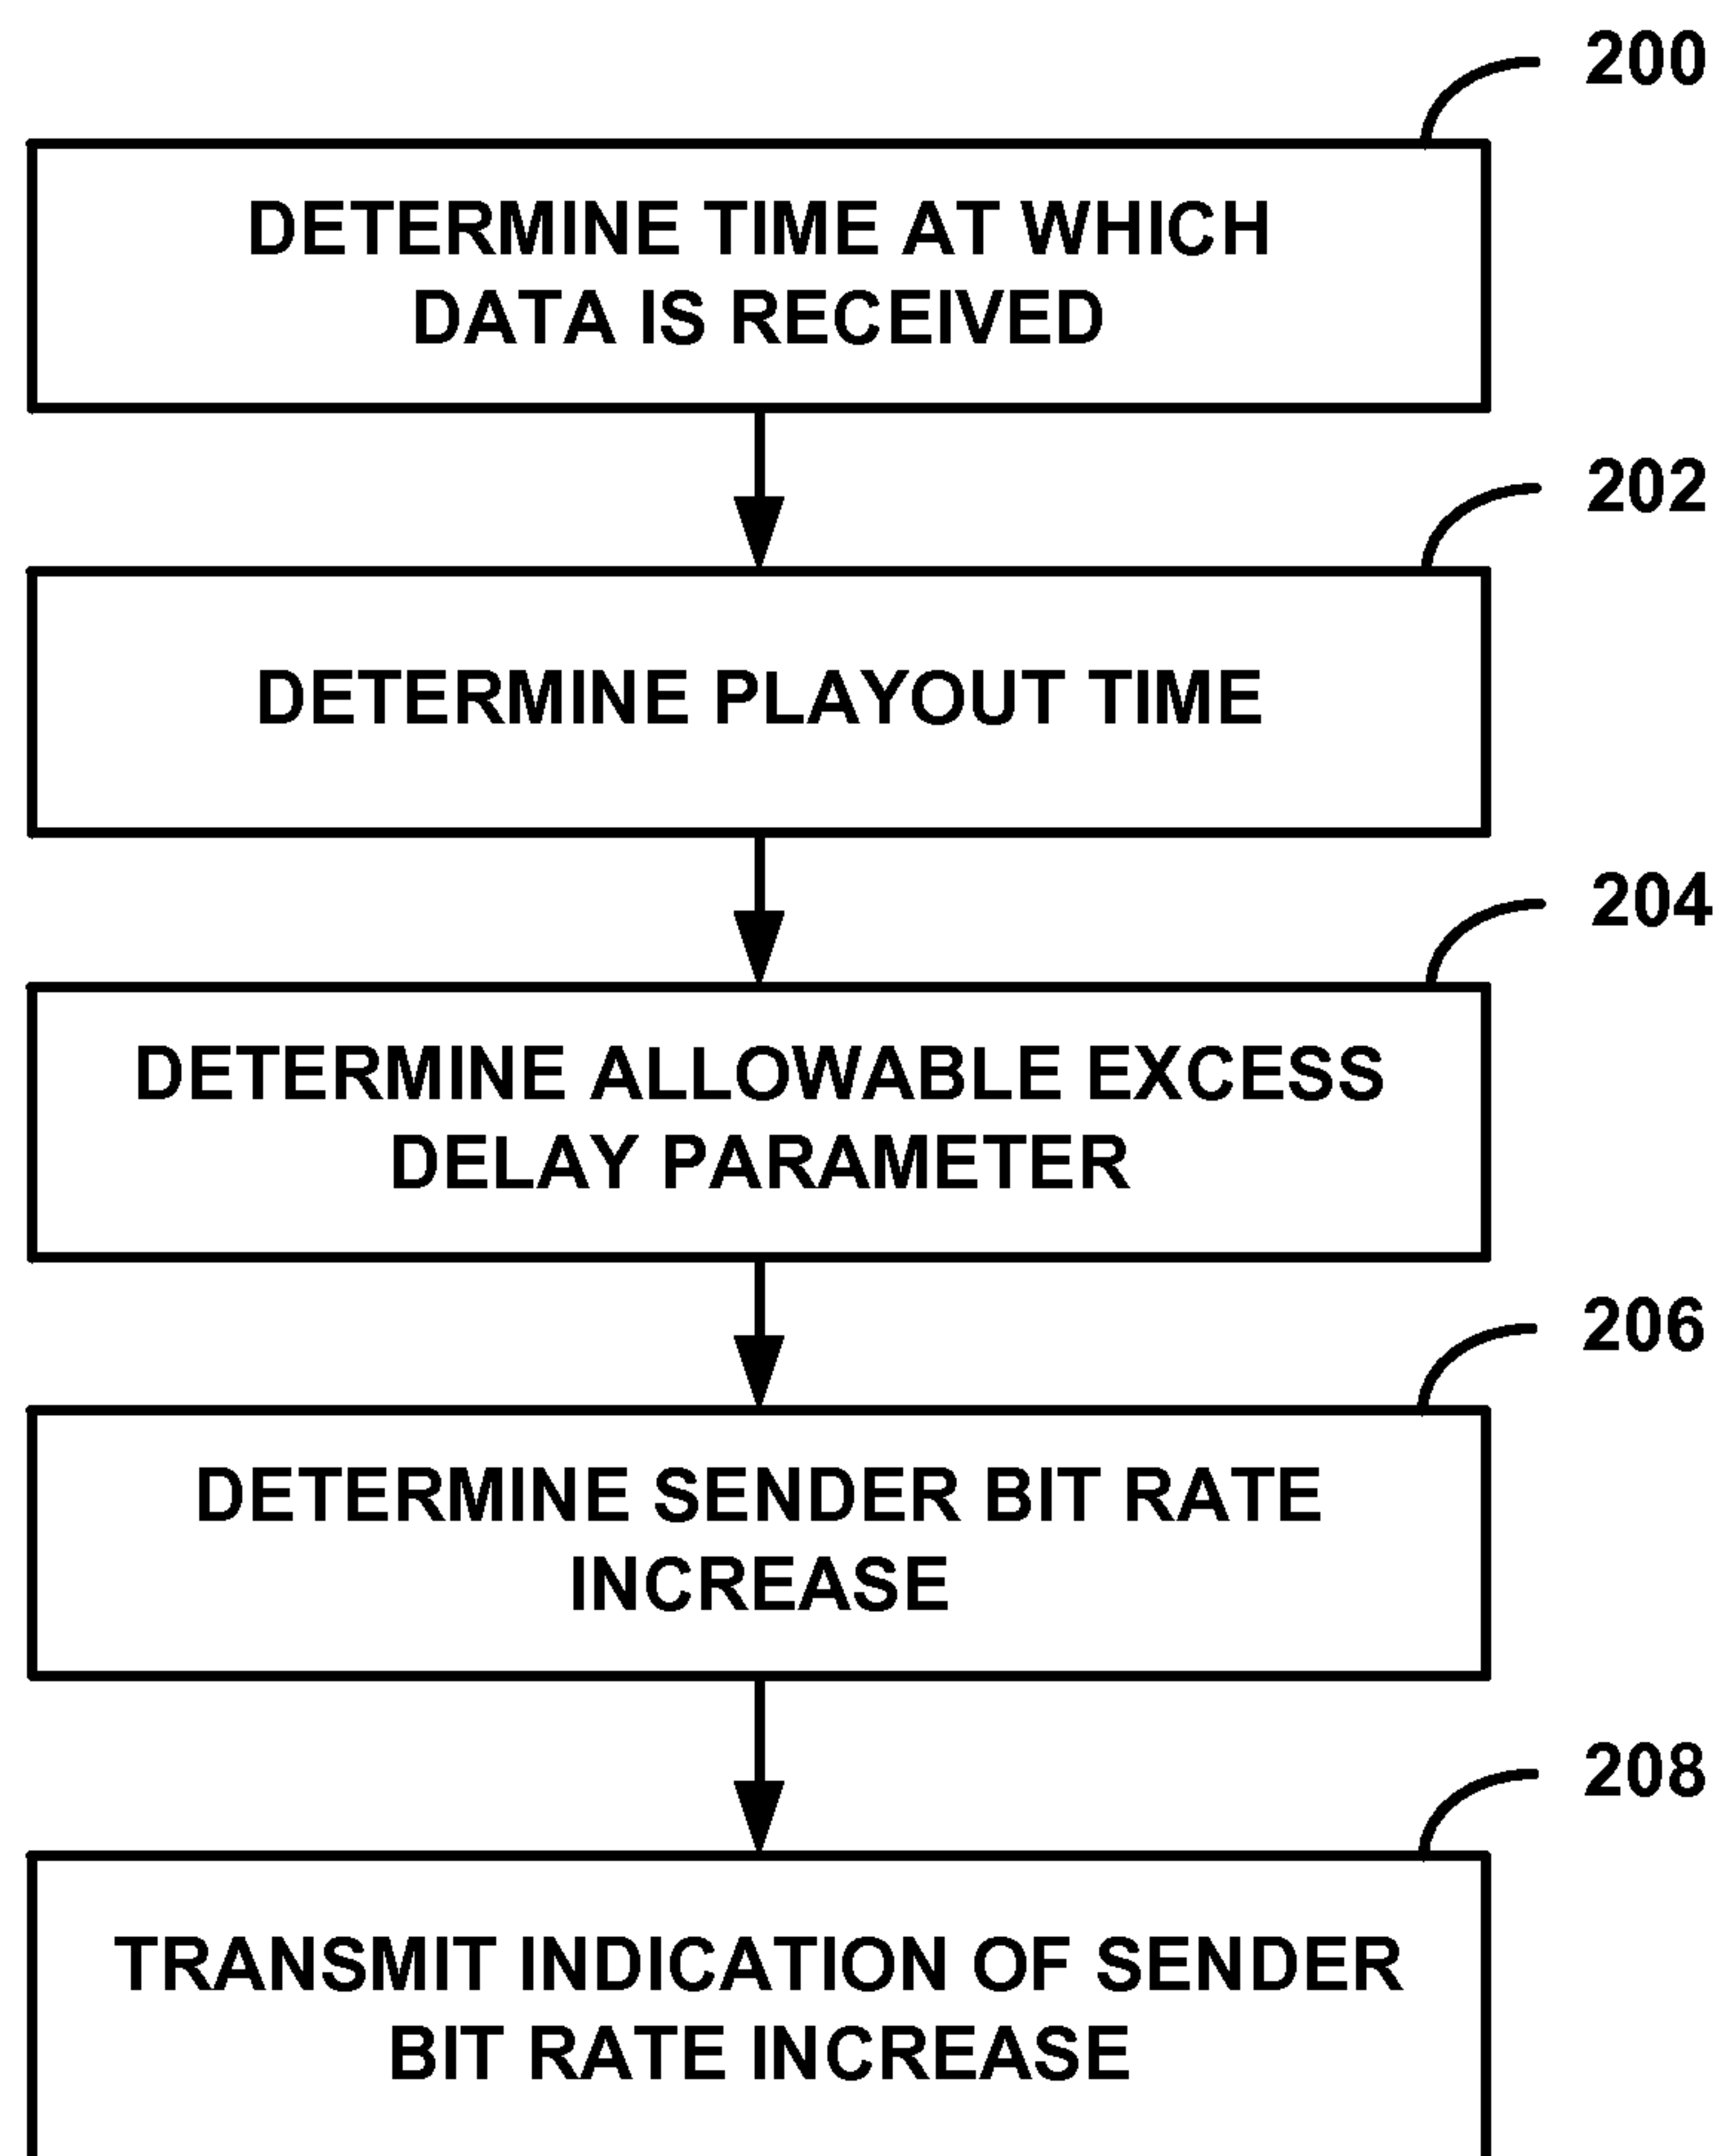 200
DETERMINE TIME AT WHICH
DATA IS RECEIVED
202
DETERMINE PLAYOUT TIME
204
DETERMINE ALLOWABLE EXCESS
DELAY PARAMETER
206
DETERMINE SENDER BIT RATE
INCREASE
208
TRANSMIT INDICATION OF SENDER
BIT RATE INCREASE